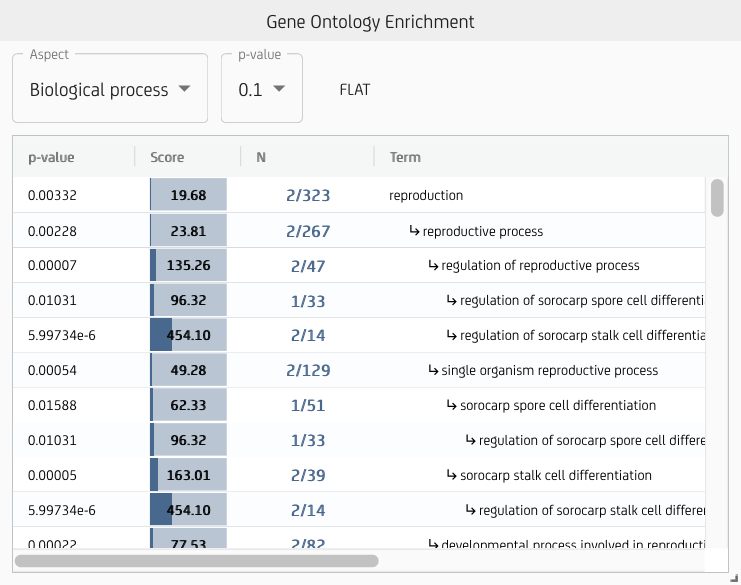 Gene Ontology Enrichment
Aspect p-value
Biological process 0.1 FLAT
p-value Score N Term
0.00332 19.68 2/323 reproduction
0.00228 23.81 2/267 ↳ reproductive process
0.00007 135.26 2/47 ↳ regulation of reproductive process
0.01031 96.32 1/33 ↳ regulation of sorocarp spore cell differenti
5.99734e-6 454.10 2/14 ↳ regulation of sorocarp stalk cell differentia
0.00054 49.28 2/129 ↳ single organism reproductive process
0.01588 62.33 1/51 ↳ sorocarp spore cell differentiation
0.01031 96.32 1/33 ↳ regulation of sorocarp spore cell differe
0.00005 163.01 2/39 ↳ sorocarp stalk cell differentiation
5.99734e-6 454.10 2/14 ↳ regulation of sorocarp stalk cell differe
0.00022 77.53 2/82 ↳ developmental process involved in reproducti